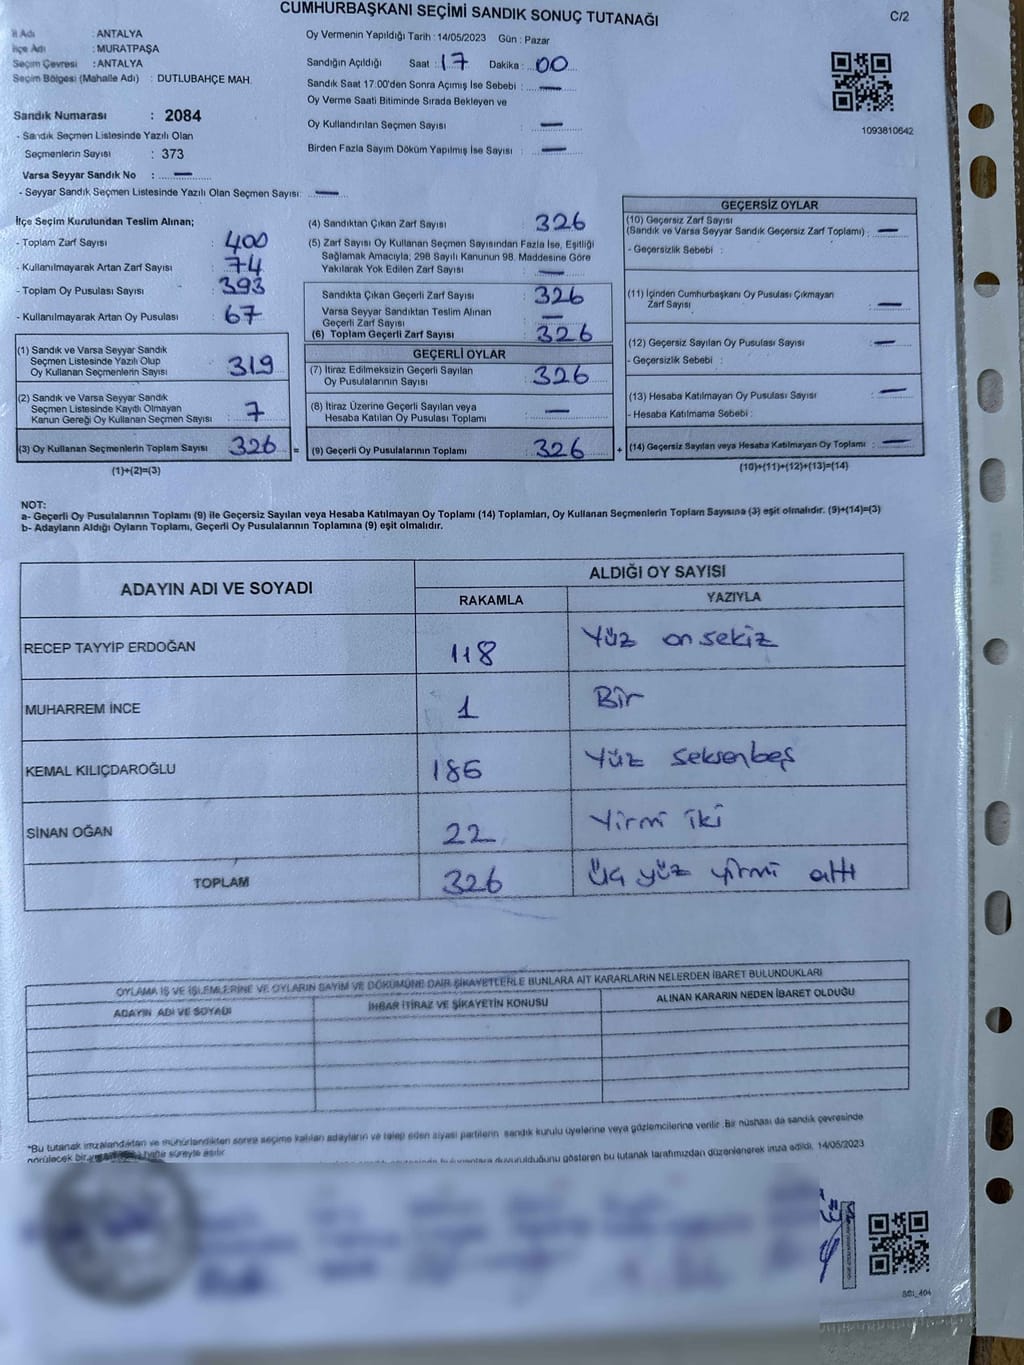 CUMHURBAŞKANI SEÇİMİ SANDIK SONUÇ TUTANAĞI
C/2
İl Adı : ANTALYA
İlçe Adı : MURATPAŞA
Seçim Çevresi : ANTALYA
Seçim Bölgesi (Mahalle Adı) : DUTLUBAHÇE MAH.
Sandık Numarası : 2084
- Sandık Seçmen Listesinde Yazılı Olan
Seçmenlerin Sayısı : 373
Varsa Seyyar Sandık No : —
- Seyyar Sandık Seçmen Listesinde Yazılı Olan Seçmen Sayısı: —
Oy Vermenin Yapıldığı Tarih : 14/05/2023 Gün : Pazar
Sandığın Açıldığı Saat : 17 Dakika : 00
Sandık Saat 17:00'den Sonra Açımış İse Sebebi : —
Oy Verme Saati Bitiminde Sırada Bekleyen ve
Oy Kullandırılan Seçmen Sayısı : —
Birden Fazla Sayım Döküm Yapılmış İse Sayısı : —
1093810642
İlçe Seçim Kurulundan Teslim Alınan;
- Toplam Zarf Sayısı : 400
- Kullanılmayarak Artan Zarf Sayısı : 74
- Toplam Oy Pusulası Sayısı : 393
- Kullanılmayarak Artan Oy Pusulası : 67
(1) Sandık ve Varsa Seyyar Sandık
Seçmen Listesinde Yazılı Olup
Oy Kullanan Seçmenlerin Sayısı : 319
(2) Sandık ve Varsa Seyyar Sandık
Seçmen Listesinde Kayıtlı Olmayan
Kanun Gereği Oy Kullanan Seçmen Sayısı : 7
(3) Oy Kullanan Seçmenlerin Toplam Sayısı : 326 =
(1)+(2)=(3)
(4) Sandıktan Çıkan Zarf Sayısı : 326
(5) Zarf Sayısı Oy Kullanan Seçmen Sayısından Fazla İse, Eşitliği
Sağlamak Amacıyla; 298 Sayılı Kanunun 98. Maddesine Göre
Yakılarak Yok Edilen Zarf Sayısı : —
Sandıkta Çıkan Geçerli Zarf Sayısı : 326
Varsa Seyyar Sandıktan Teslim Alınan
Geçerli Zarf Sayısı : —
(6) Toplam Geçerli Zarf Sayısı : 326
GEÇERLİ OYLAR
(7) İtiraz Edilmeksizin Geçerli Sayılan
Oy Pusulalarının Sayısı : 326
(8) İtiraz Üzerine Geçerli Sayılan veya
Hesaba Katılan Oy Pusulası Toplamı : —
(9) Geçerli Oy Pusulalarının Toplamı : 326 +
GEÇERSİZ OYLAR
(10) Geçersiz Zarf Sayısı
(Sandık ve Varsa Seyyar Sandık Geçersiz Zarf Toplamı) : —
- Geçersizlik Sebebi :
(11) İçinden Cumhurbaşkanı Oy Pusulası Çıkmayan
Zarf Sayısı : —
(12) Geçersiz Sayılan Oy Pusulası Sayısı : —
- Geçersizlik Sebebi :
(13) Hesaba Katılmayan Oy Pusulası Sayısı : —
- Hesaba Katılmama Sebebi :
(14) Geçersiz Sayılan veya Hesaba Katılmayan Oy Toplamı : —
(10)+(11)+(12)+(13)=(14)
NOT:
a- Geçerli Oy Pusulalarının Toplamı (9) ile Geçersiz Sayılan veya Hesaba Katılmayan Oy Toplamı (14) Toplamları, Oy Kullanan Seçmenlerin Toplam Sayısına (3) eşit olmalıdır. (9)+(14)=(3)
b- Adayların Aldığı Oyların Toplamı, Geçerli Oy Pusulalarının Toplamına (9) eşit olmalıdır.
ADAYIN ADI VE SOYADI
ALDIĞI OY SAYISI
RAKAMLA YAZIYLA
RECEP TAYYİP ERDOĞAN 118 Yüz on sekiz
MUHARREM İNCE 1 Bir
KEMAL KILIÇDAROĞLU 185 Yüz seksenbeş
SİNAN OĞAN 22 Yirmi iki
TOPLAM 326 Üç yüz yirmi altı
OYLAMA İŞ VE İŞLEMLERİNE VE OYLARIN SAYIM VE DÖKÜMÜNE DAİR ŞİKAYETLERLE BUNLARA AİT KARARLARIN NELERDEN İBARET BULUNDUKLARI
ADAYIN ADI VE SOYADI İHBAR İTİRAZ VE ŞİKAYETİN KONUSU ALINAN KARARIN NEDEN İBARET OLDUĞU
*Bu tutanak imzalandıktan ve mühürlendikten sonra seçime katılan adayların ve talep eden siyasi partilerin sandık kurulu üyelerine veya gözlemcilerine verilir. Bir nüshası da sandık çevresinde
görülecek bir hafta süreyle asılır.
duyurulduğunu gösteren bu tutanak tarafımızdan düzenlenerek imza edildi. 14/05/2023